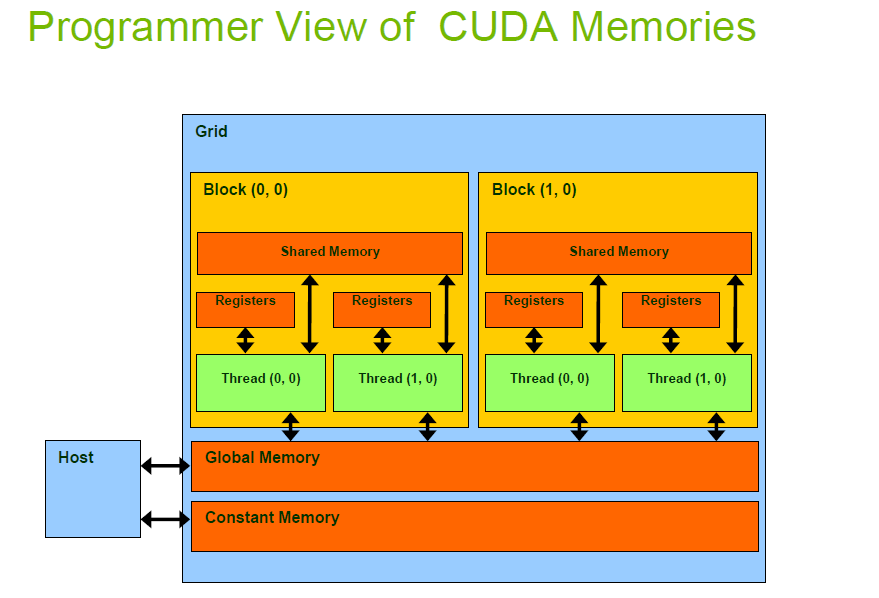 Programmer View of CUDA Memories
Grid
Block (0, 0)
Block (1, 0)
Shared Memory
Shared Memory
Registers
Registers
Registers
Registers
Thread (0, 0)
Thread (1, 0)
Thread (0, 0)
Thread (1, 0)
Host
Global Memory
Constant Memory